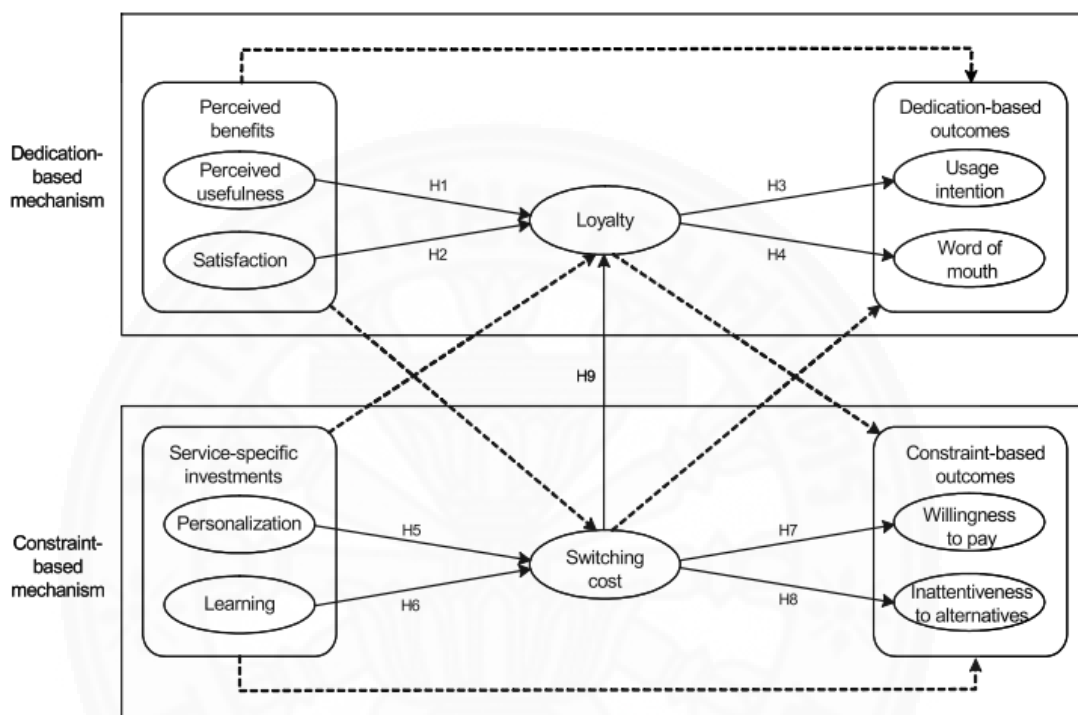 Dedication-
based
mechanism
Perceived
benefits
Perceived
usefulness
Satisfaction
H1
H2
Loyalty
H3
H4
Dedication-based
outcomes
Usage
intention
Word of
mouth
H9
Constraint-
based
mechanism
Service-specific
investments
Personalization
Learning
H5
H6
Switching
cost
H7
H8
Constraint-based
outcomes
Willingness
to pay
Inattentiveness
to alternatives